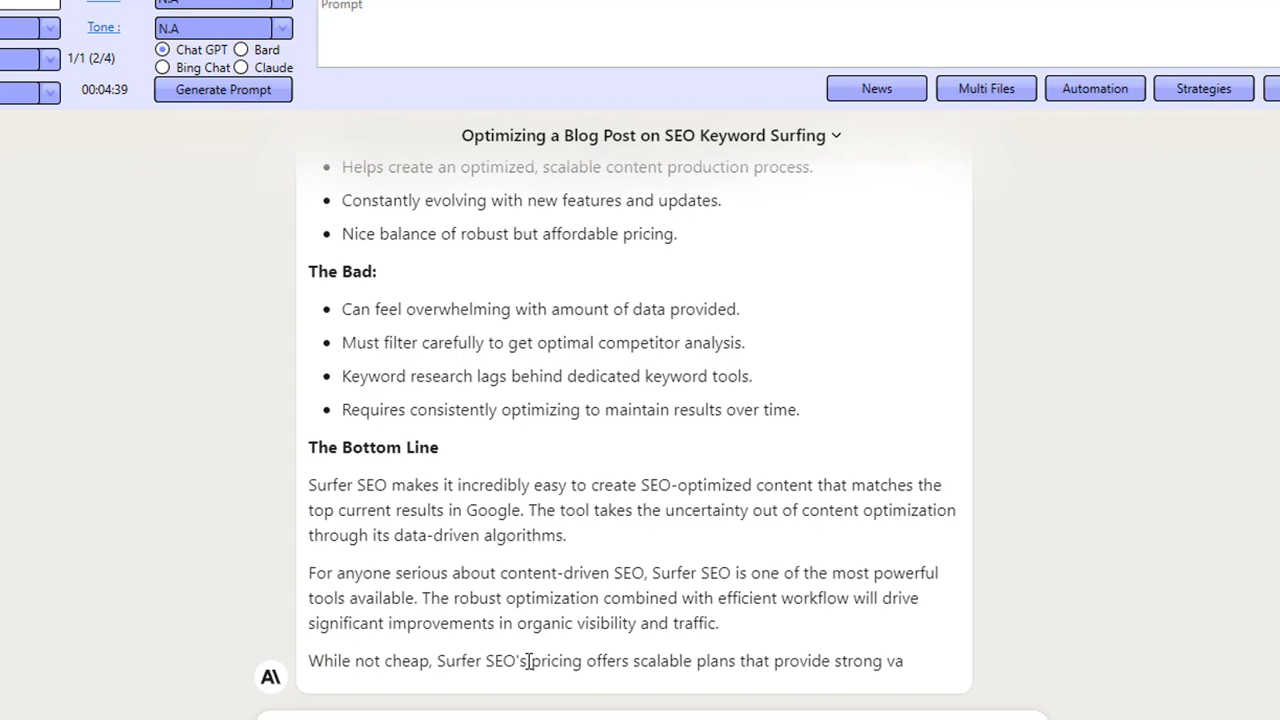 Prompt
Tone :
N.A
N.A
1/1 (2/4)
Chat GPT
Bard
Bing Chat
Claude
00:04:39
Generate Prompt
News
Multi Files
Automation
Strategies
Optimizing a Blog Post on SEO Keyword Surfing
Helps create an optimized, scalable content production process.
Constantly evolving with new features and updates.
Nice balance of robust but affordable pricing.
The Bad:
Can feel overwhelming with amount of data provided.
Must filter carefully to get optimal competitor analysis.
Keyword research lags behind dedicated keyword tools.
Requires consistently optimizing to maintain results over time.
The Bottom Line
Surfer SEO makes it incredibly easy to create SEO-optimized content that matches the
top current results in Google. The tool takes the uncertainty out of content optimization
through its data-driven algorithms.
For anyone serious about content-driven SEO, Surfer SEO is one of the most powerful
tools available. The robust optimization combined with efficient workflow will drive
significant improvements in organic visibility and traffic.
While not cheap, Surfer SEO's pricing offers scalable plans that provide strong va
A\